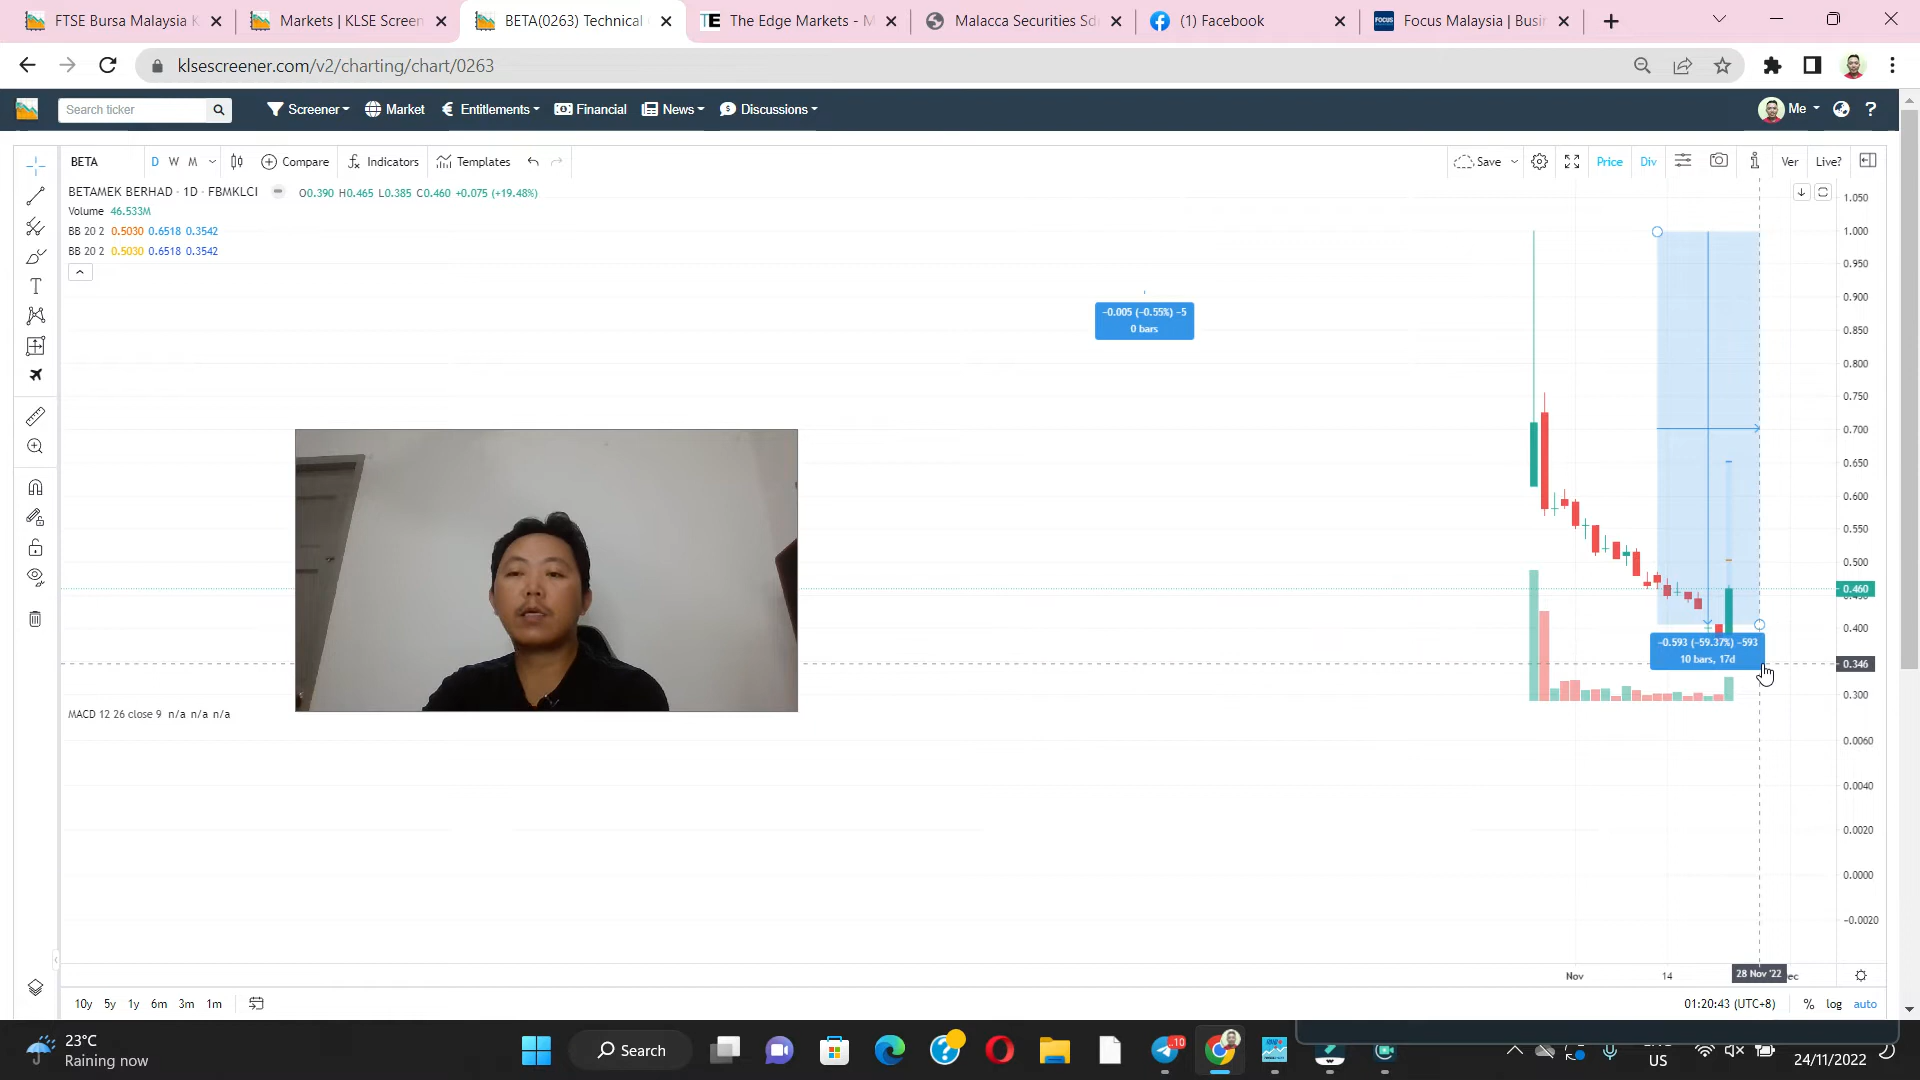 FTSE Bursa Malaysia K
Markets | KLSE Screen
BETA(0263) Technical
The Edge Markets - M
Malacca Securities Sd
(1) Facebook
Focus Malaysia | Busi
klsescreener.com/v2/charting/chart/0263
Search ticker
Screener
Market
Entitlements
Financial
News
Discussions
Me
BETA
D W M
Compare
Indicators
Templates
Save
Price
Div
Ver
Live?
BETAMEK BERHAD · 1D · FBMKLCI
O0.390 H0.465 L0.385 C0.460 +0.075 (+19.48%)
Volume 46.533M
BB 20 2 0.5030 0.6518 0.3542
BB 20 2 0.5030 0.6518 0.3542
−0.005 (−0.55%) −5
0 bars
1.050
1.000
0.950
0.900
0.850
0.800
0.750
0.700
0.650
0.600
0.550
0.500
0.460
0.400
0.346
0.300
−0.593 (−59.37%) −593
10 bars, 17d
MACD 12 26 close 9 n/a n/a n/a
0.0060
0.0040
0.0020
0.0000
−0.0020
Nov
14
28 Nov '22
ec
10y 5y 1y 6m 3m 1m
01:20:43 (UTC+8)
% log auto
23°C
Raining now
Search
10
US
24/11/2022